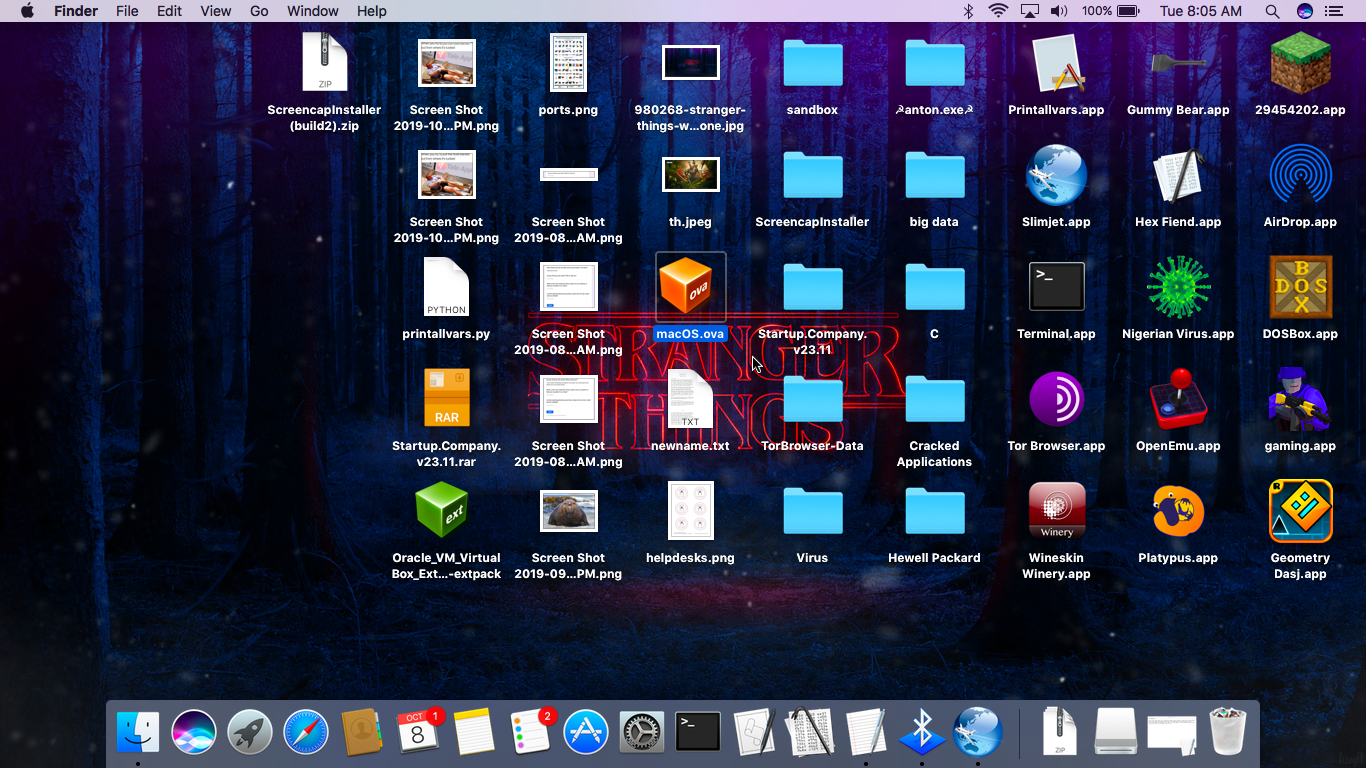 Finder File Edit View Go Window Help 100% Tue 8:05 AM
ZIP
ScreencapInstaller
(build2).zip
Screen Shot
2019-10...PM.png
ports.png
980268-stranger-
things-w...one.jpg
sandbox
☭anton.exe☭
Printallvars.app
Gummy Bear.app
29454202.app
Screen Shot
2019-10...PM.png
Screen Shot
2019-08...AM.png
th.jpeg
ScreencapInstaller
big data
Slimjet.app
Hex Fiend.app
AirDrop.app
PYTHON
printallvars.py
Screen Shot
2019-08...AM.png
ova
macOS.ova
Startup.Company.
v23.11
C
>_
Terminal.app
Nigerian Virus.app
BOX
DOS
DOSBox.app
STRANGER
THINGS
RAR
Startup.Company.
v23.11.rar
Screen Shot
2019-08...AM.png
TXT
newname.txt
TorBrowser-Data
Cracked
Applications
Tor Browser.app
OpenEmu.app
gaming.app
ext
Oracle_VM_Virtual
Box_Ext...-extpack
Screen Shot
2019-09...PM.png
helpdesks.png
Virus
Hewell Packard
Winery
Wineskin
Winery.app
Platypus.app
R
Geometry
Dasj.app
OCT
8
1
2
>_
ZIP